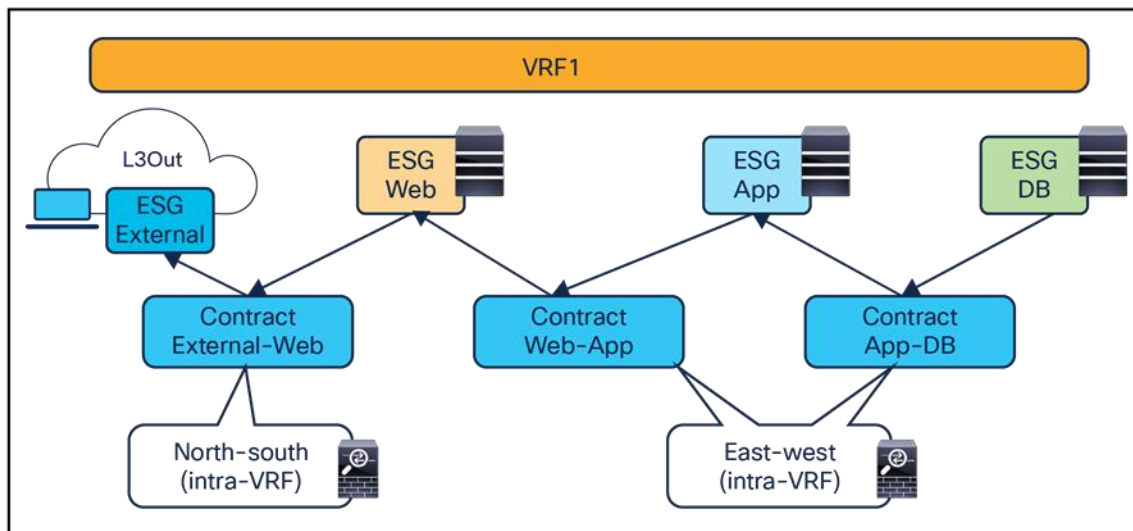 VRF1
L3Out
ESG
External
ESG
Web
ESG
App
ESG
DB
Contract
External-Web
Contract
Web-App
Contract
App-DB
North-south
(intra-VRF)
East-west
(intra-VRF)